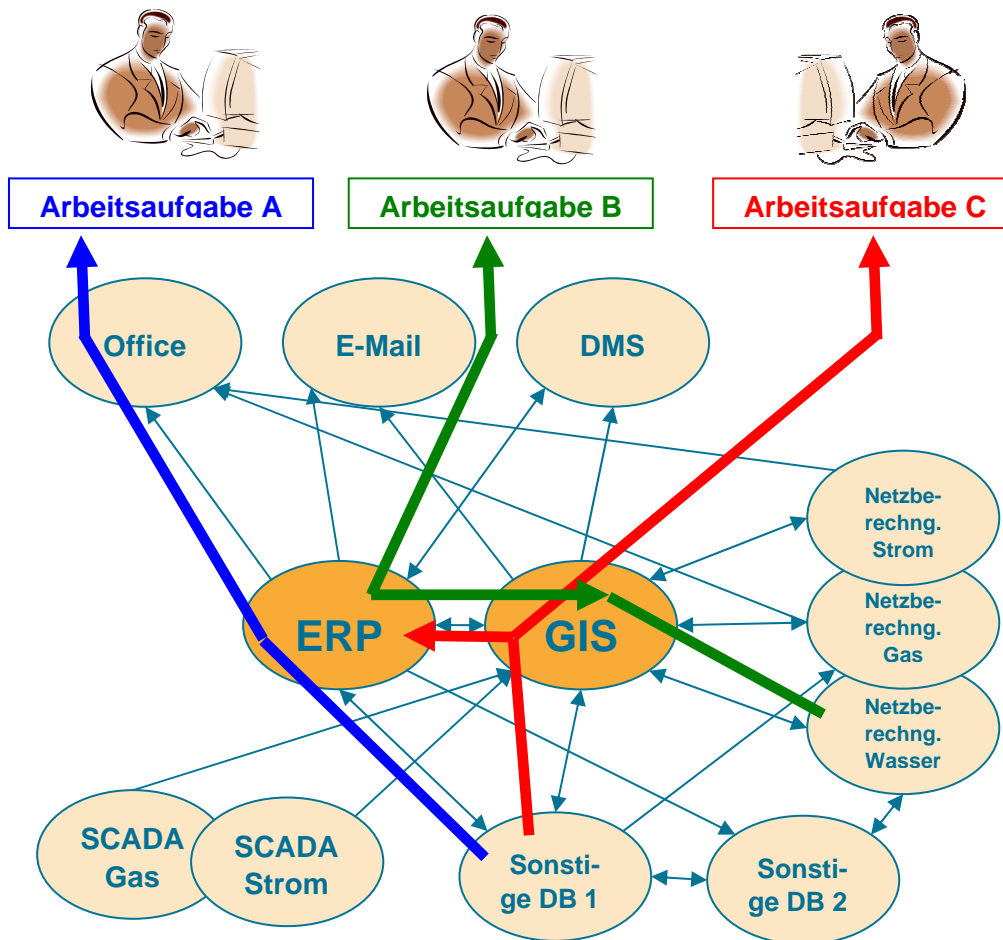 Arbeitsaufgabe A
Arbeitsaufgabe B
Arbeitsaufgabe C
Office
E-Mail
DMS
Netzbe-
rechng.
Strom
ERP
GIS
Netzbe-
rechng.
Gas
Netzbe-
rechng.
Wasser
SCADA
Gas
SCADA
Strom
Sonsti-
ge DB 1
Sonsti-
ge DB 2